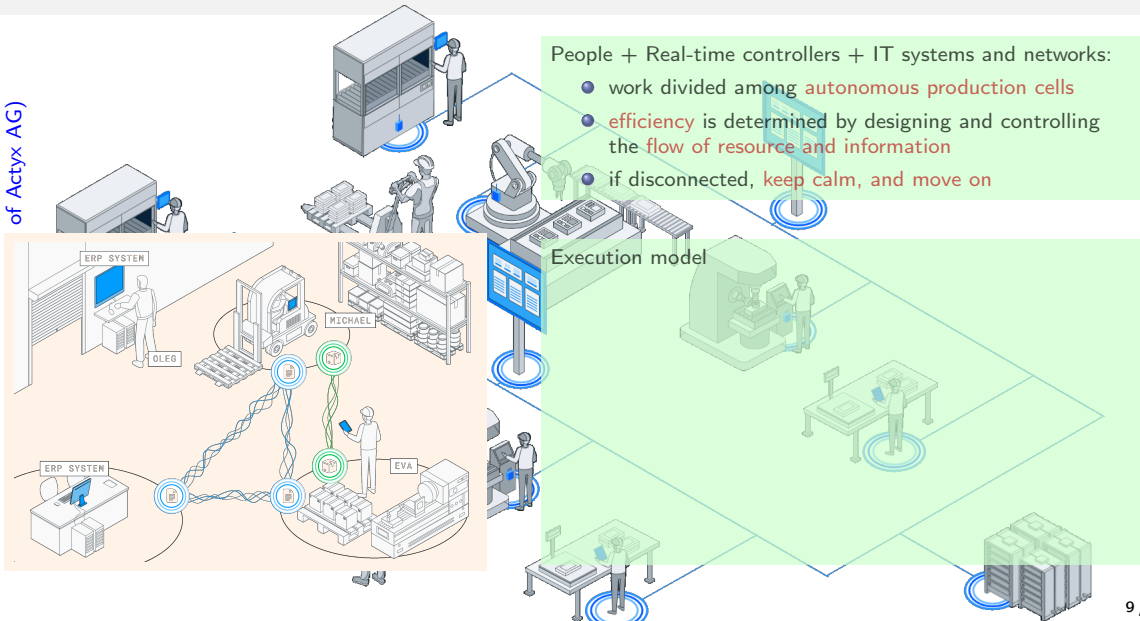 of Actyx AG)
People + Real-time controllers + IT systems and networks:
work divided among autonomous production cells
efficiency is determined by designing and controlling
the flow of resource and information
if disconnected, keep calm, and move on
Execution model
ERP SYSTEM
OLEG
MICHAEL
ERP SYSTEM
EVA
9/